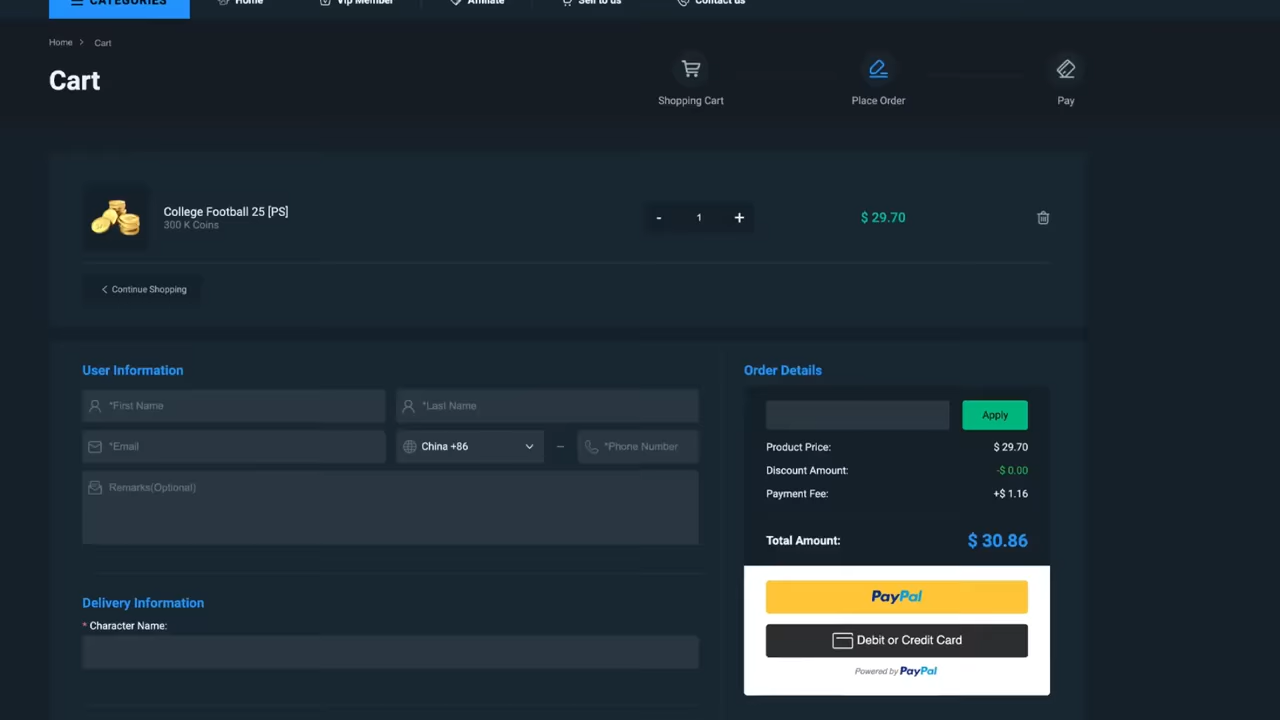 CATEGORIES
Home
Vip Member
Affiliate
Sell to us
Contact us
Home > Cart
Cart
Shopping Cart
Place Order
Pay
College Football 25 [PS]
300 K Coins
- 1 +
$ 29.70
< Continue Shopping
User Information
*First Name
*Last Name
*Email
China +86
–
*Phone Number
Remarks(Optional)
Delivery Information
* Character Name:
Order Details
Apply
Product Price: $ 29.70
Discount Amount: -$ 0.00
Payment Fee: +$ 1.16
Total Amount: $ 30.86
PayPal
Debit or Credit Card
Powered by PayPal